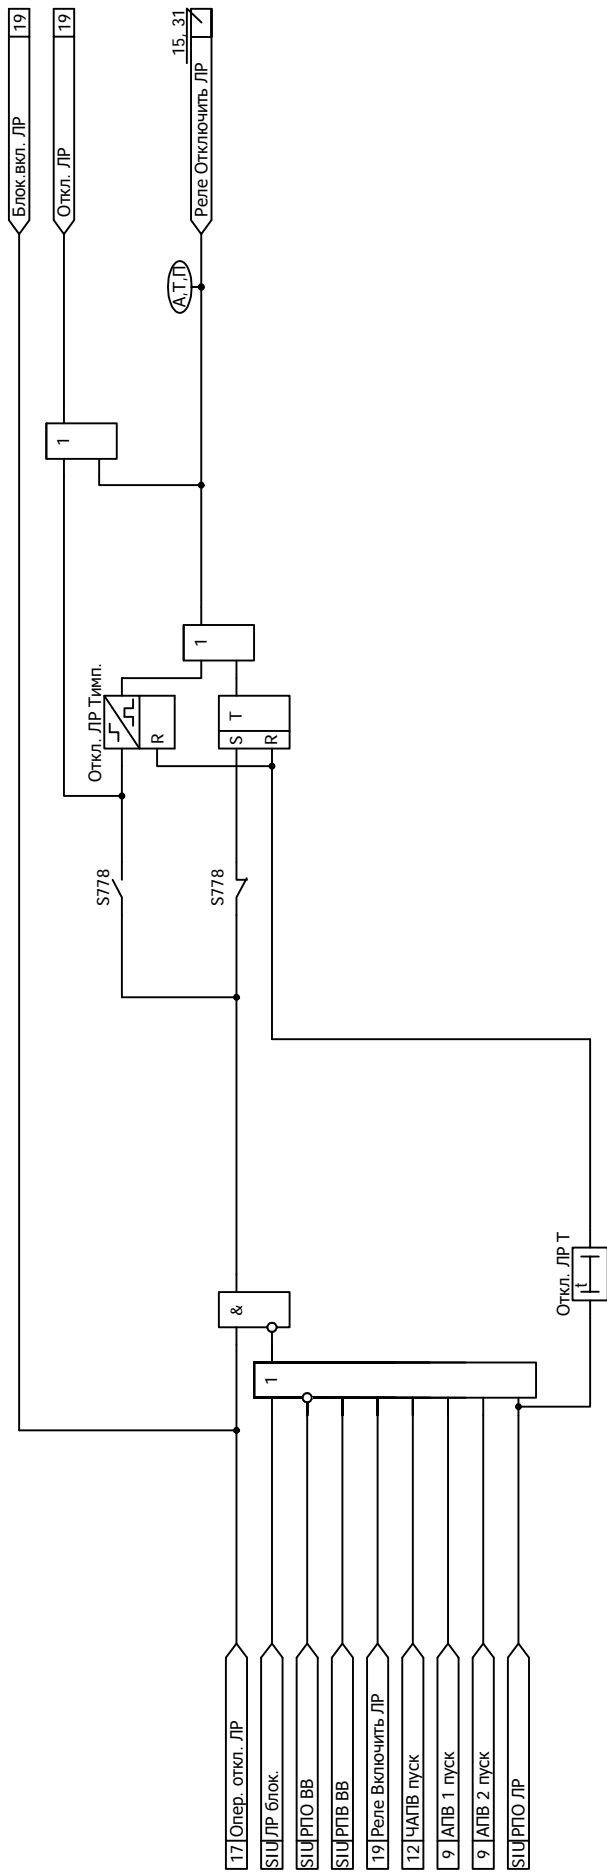 17 Опер. откл. ЛР
SIU ЛР блок.
SIU РПО ВВ
SIU РПВ ВВ
19 Реле Включить ЛР
12 ЧАПВ пуск
9 АПВ 1 пуск
9 АПВ 2 пуск
SIU РПО ЛР
1
&
Откл. ЛР Т
t
S778
S778
Откл. ЛР Тимп.
R
S T
R
1
1
А,Т,П
Блок.вкл. ЛР 19
Откл. ЛР 19
Реле Отключить ЛР
15, 31